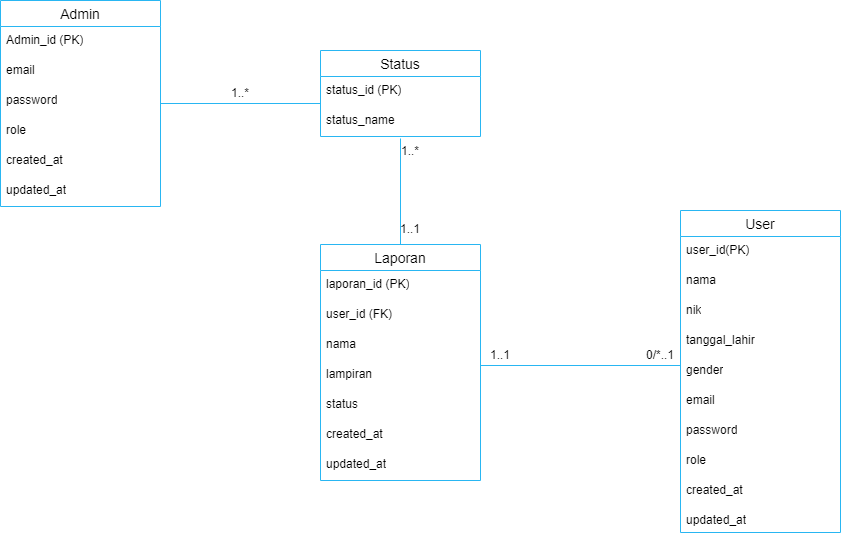 Admin
Admin_id (PK)
email
password
role
created_at
updated_at
1..*
Status
status_id (PK)
status_name
1..*
1..1
Laporan
laporan_id (PK)
user_id (FK)
nama
lampiran
status
created_at
updated_at
1..1
0/*..1
User
user_id(PK)
nama
nik
tanggal_lahir
gender
email
password
role
created_at
updated_at